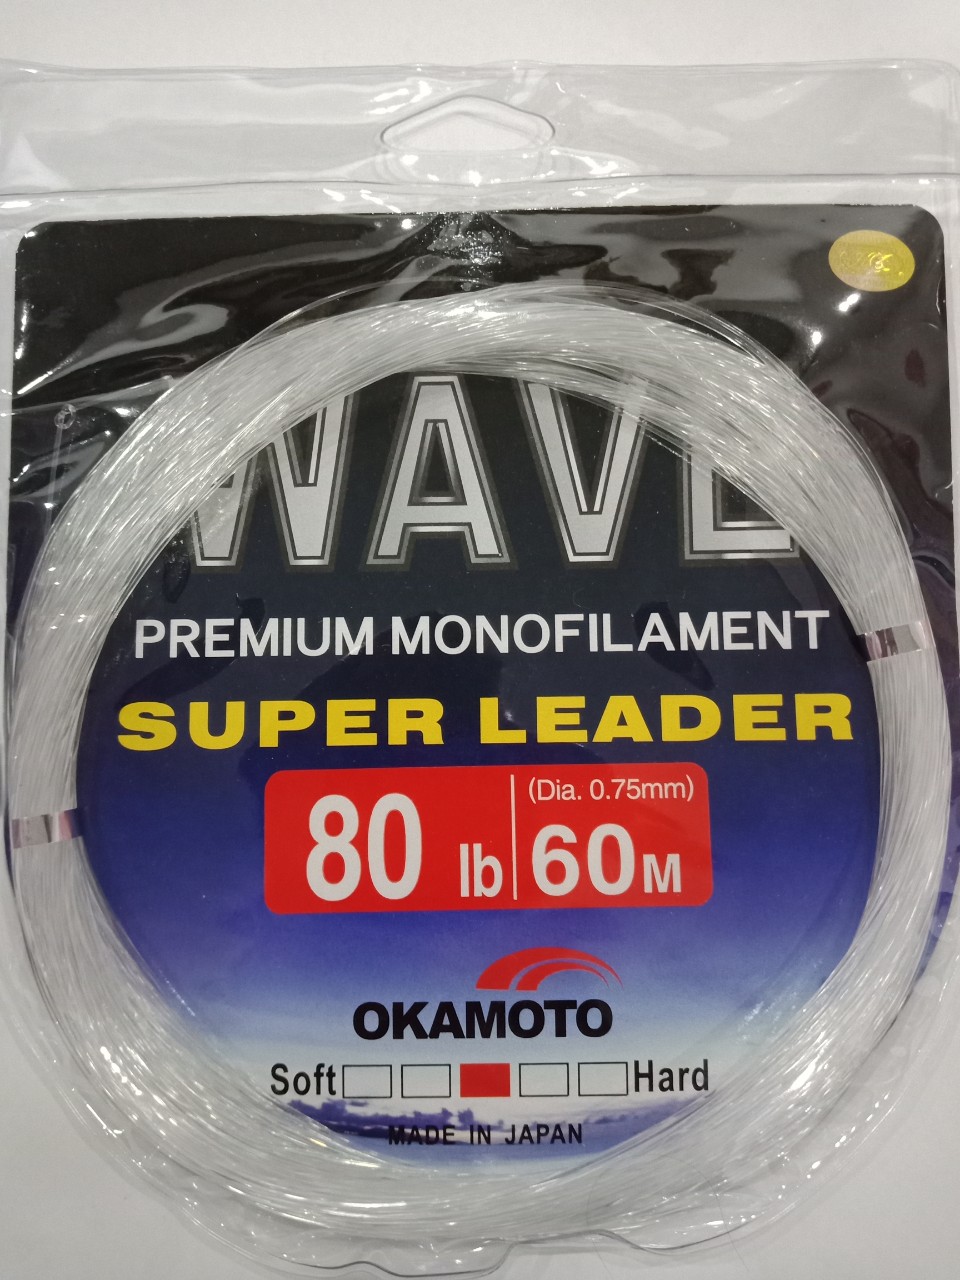 WAVE
PREMIUM MONOFILAMENT
SUPER LEADER
80 lb
(Dia. 0.75mm)
60M
OKAMOTO
Soft Hard
MADE IN JAPAN